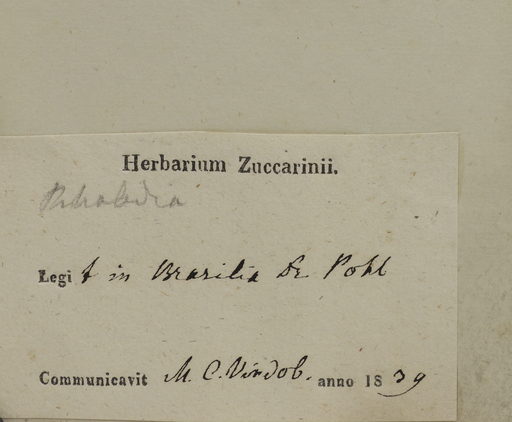 Herbarium Zuccarinii.
Legit in Brasilia Dr Pohl
Communicavit M. C. Vindob. anno 1839